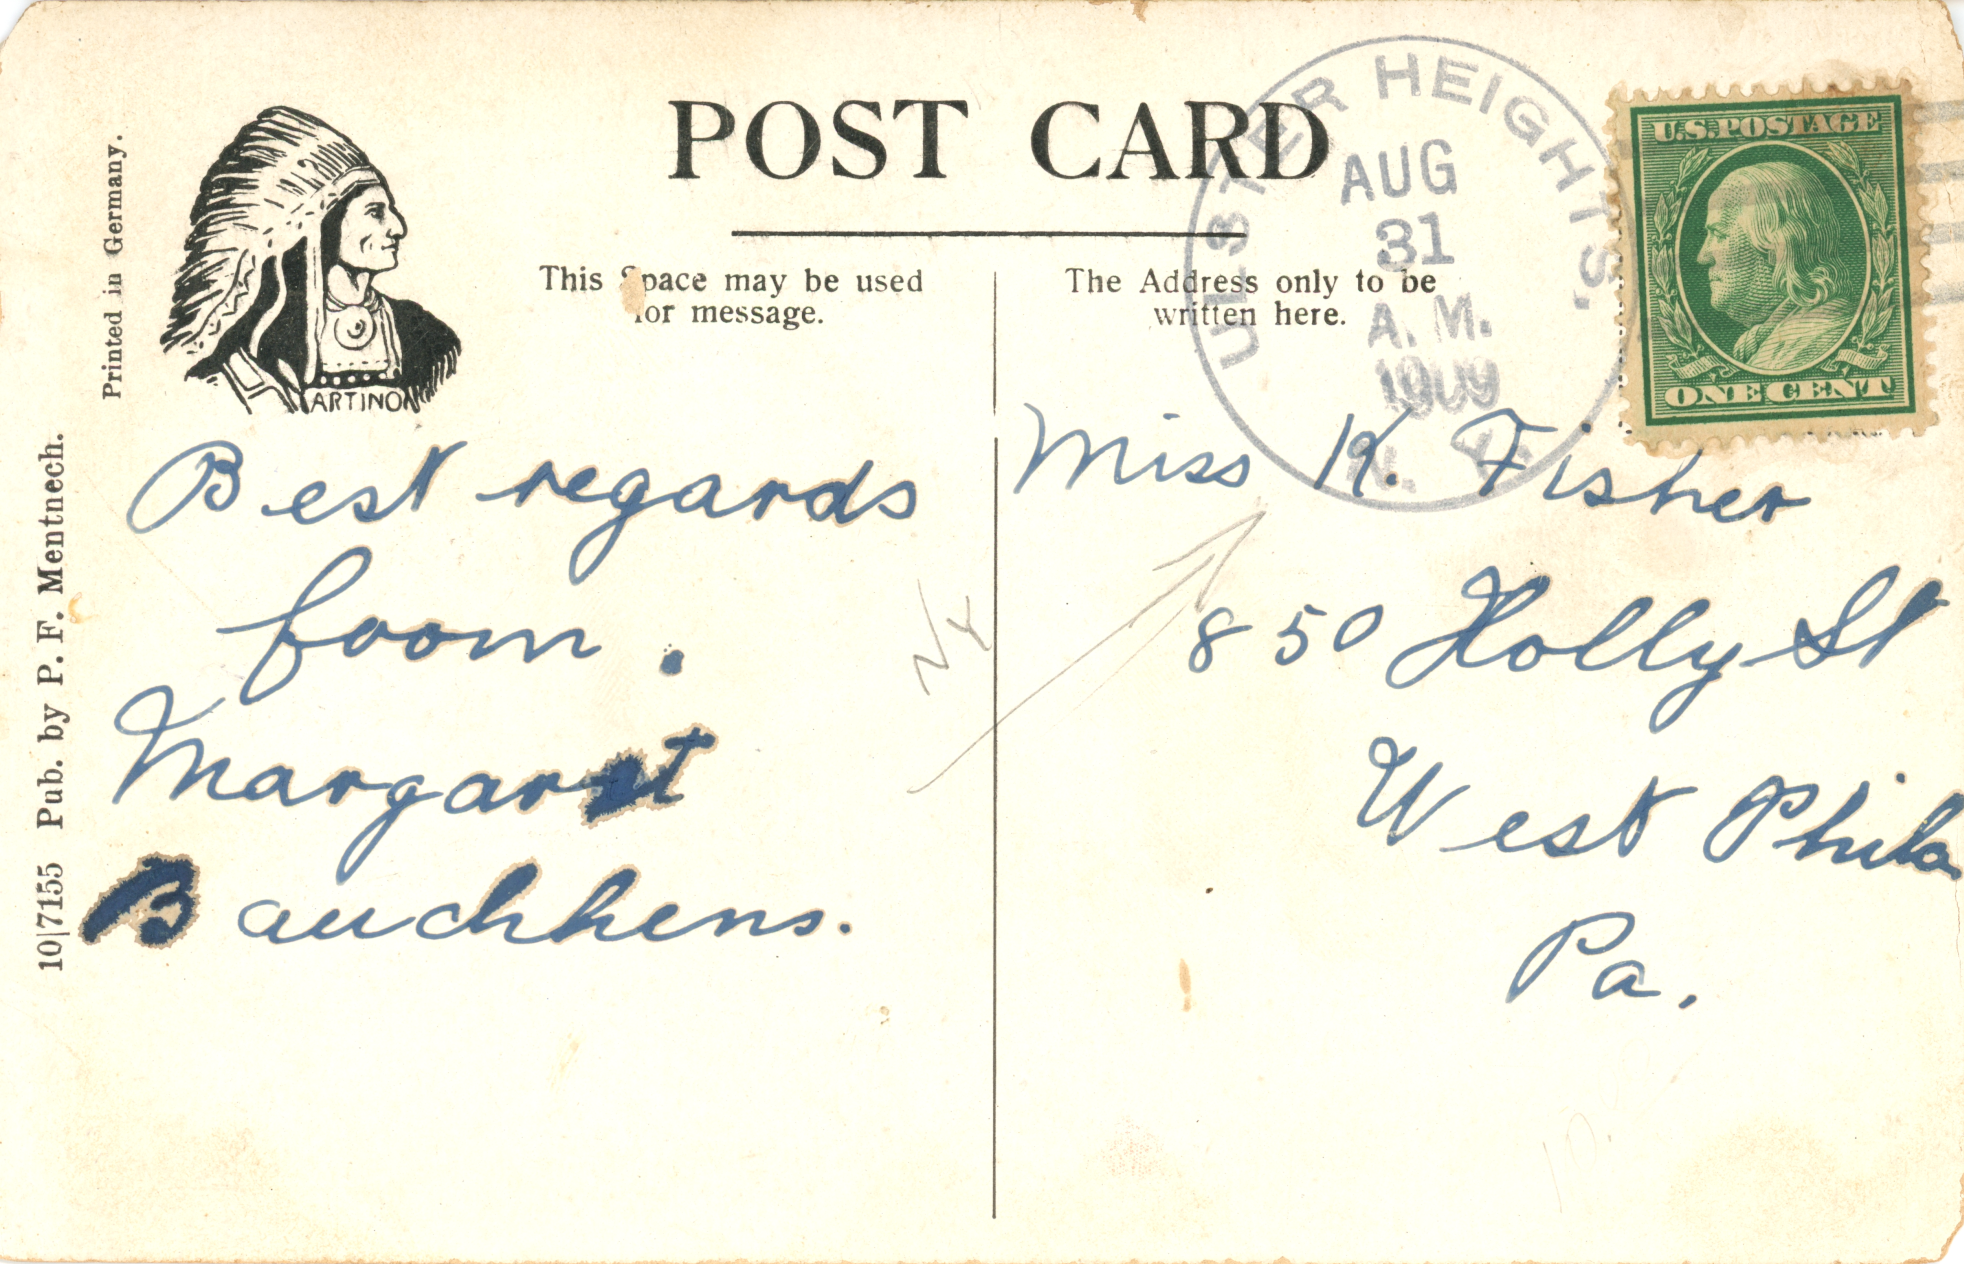 POST CARD
This Space may be used
for message.
The Address only to be
written here.
Printed in Germany.
10|7155 Pub. by P. F. Mentnech.
ARTINO
ULSTER HEIGHTS,
AUG
31
A. M.
1909
N. Y.
U.S. POSTAGE
ONE CENT
Best regards
from.
Margaret
Bauchhens.
NY
Miss K. Fisher
850 Holly St
West Phila
Pa.